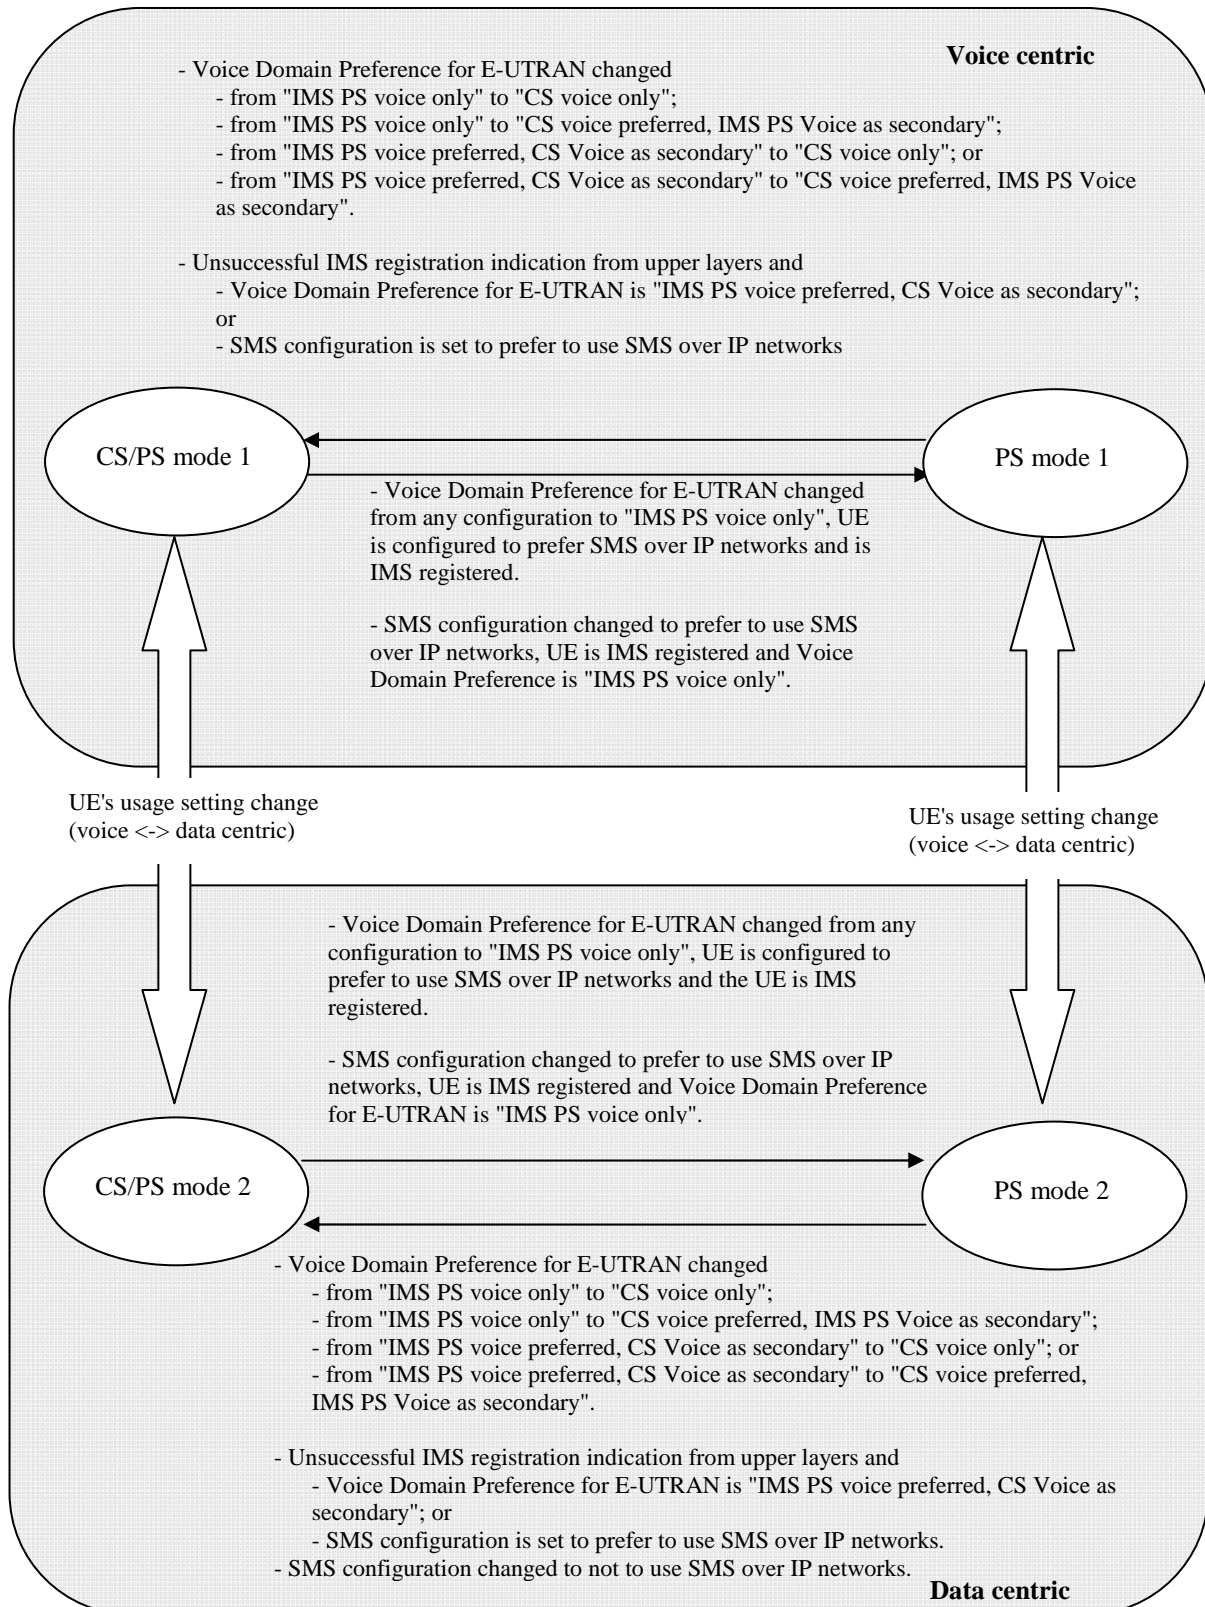 Voice centric
- Voice Domain Preference for E-UTRAN changed
- from "IMS PS voice only" to "CS voice only";
- from "IMS PS voice only" to "CS voice preferred, IMS PS Voice as secondary";
- from "IMS PS voice preferred, CS Voice as secondary" to "CS voice only"; or
- from "IMS PS voice preferred, CS Voice as secondary" to "CS voice preferred, IMS PS Voice
as secondary".
- Unsuccessful IMS registration indication from upper layers and
- Voice Domain Preference for E-UTRAN is "IMS PS voice preferred, CS Voice as secondary";
or
- SMS configuration is set to prefer to use SMS over IP networks
CS/PS mode 1
PS mode 1
- Voice Domain Preference for E-UTRAN changed
from any configuration to "IMS PS voice only", UE
is configured to prefer SMS over IP networks and is
IMS registered.
- SMS configuration changed to prefer to use SMS
over IP networks, UE is IMS registered and Voice
Domain Preference is "IMS PS voice only".
UE's usage setting change
(voice <-> data centric)
UE's usage setting change
(voice <-> data centric)
- Voice Domain Preference for E-UTRAN changed from any
configuration to "IMS PS voice only", UE is configured to
prefer to use SMS over IP networks and the UE is IMS
registered.
- SMS configuration changed to prefer to use SMS over IP
networks, UE is IMS registered and Voice Domain Preference
for E-UTRAN is "IMS PS voice only".
CS/PS mode 2
PS mode 2
- Voice Domain Preference for E-UTRAN changed
- from "IMS PS voice only" to "CS voice only";
- from "IMS PS voice only" to "CS voice preferred, IMS PS Voice as secondary";
- from "IMS PS voice preferred, CS Voice as secondary" to "CS voice only"; or
- from "IMS PS voice preferred, CS Voice as secondary" to "CS voice preferred,
IMS PS Voice as secondary".
- Unsuccessful IMS registration indication from upper layers and
- Voice Domain Preference for E-UTRAN is "IMS PS voice preferred, CS Voice as
secondary"; or
- SMS configuration is set to prefer to use SMS over IP networks.
- SMS configuration changed to not to use SMS over IP networks.
Data centric